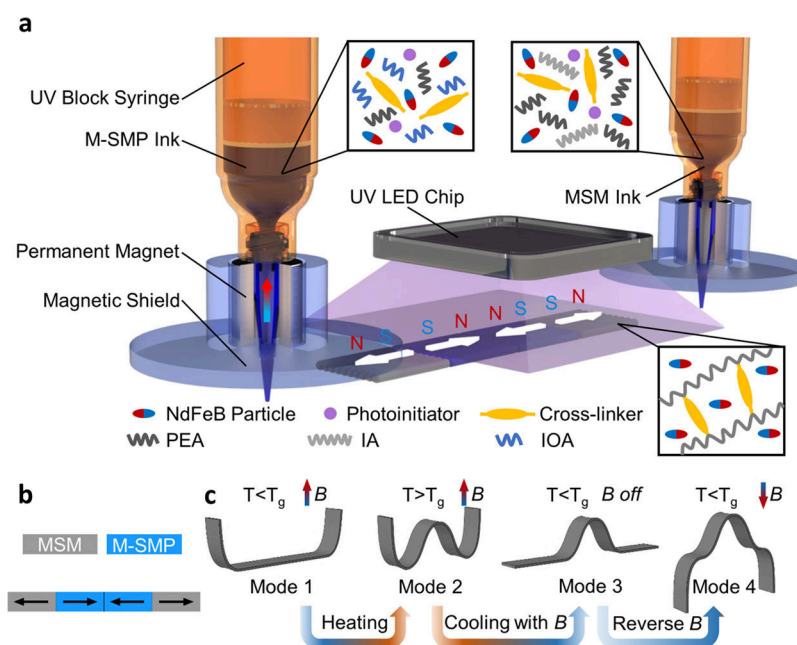 a
UV Block Syringe
M-SMP Ink
Permanent Magnet
Magnetic Shield
UV LED Chip
MSM Ink
N S S N N S S N
NdFeB Particle Photoinitiator Cross-linker
PEA IA IOA
b
MSM M-SMP
c
T<Tg B T>Tg B T<Tg B off T<Tg B
Mode 1 Mode 2 Mode 3 Mode 4
Heating Cooling with B Reverse B